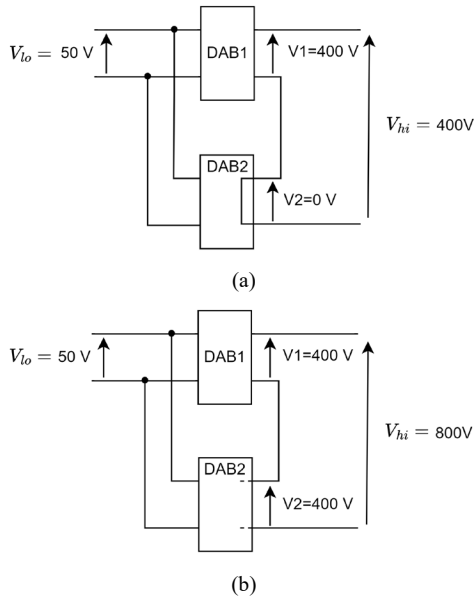 V_lo = 50 V
DAB1
V1=400 V
V_hi = 400V
DAB2
V2=0 V
(a)
V_lo = 50 V
DAB1
V1=400 V
V_hi = 800V
DAB2
V2=400 V
(b)